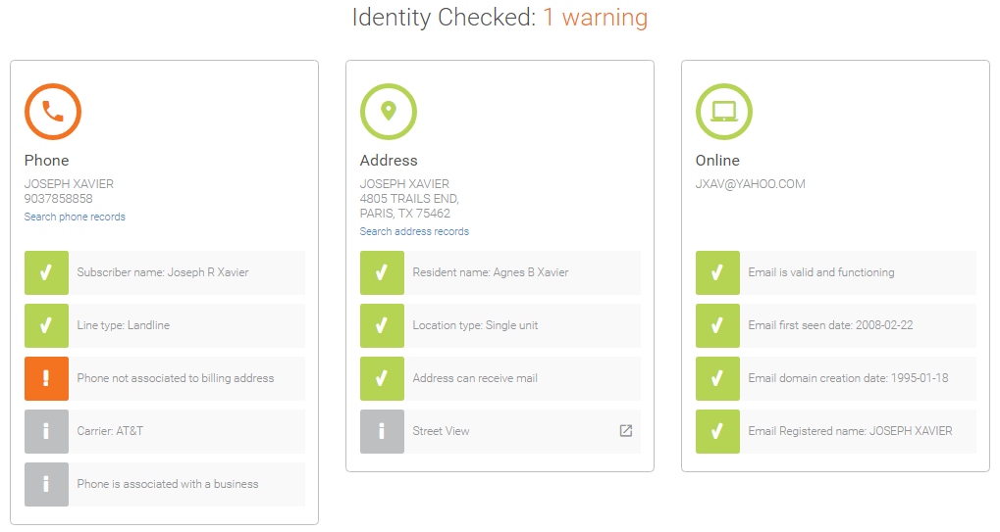 Identity Checked: 1 warning
Phone
JOSEPH XAVIER
9037858858
Search phone records
Subscriber name: Joseph R Xavier
Line type: Landline
Phone not associated to billing address
Carrier: AT&T
Phone is associated with a business
Address
JOSEPH XAVIER
4805 TRAILS END,
PARIS, TX 75462
Search address records
Resident name: Agnes B Xavier
Location type: Single unit
Address can receive mail
Street View
Online
JXAV@YAHOO.COM
Email is valid and functioning
Email first seen date: 2008-02-22
Email domain creation date: 1995-01-18
Email Registered name: JOSEPH XAVIER